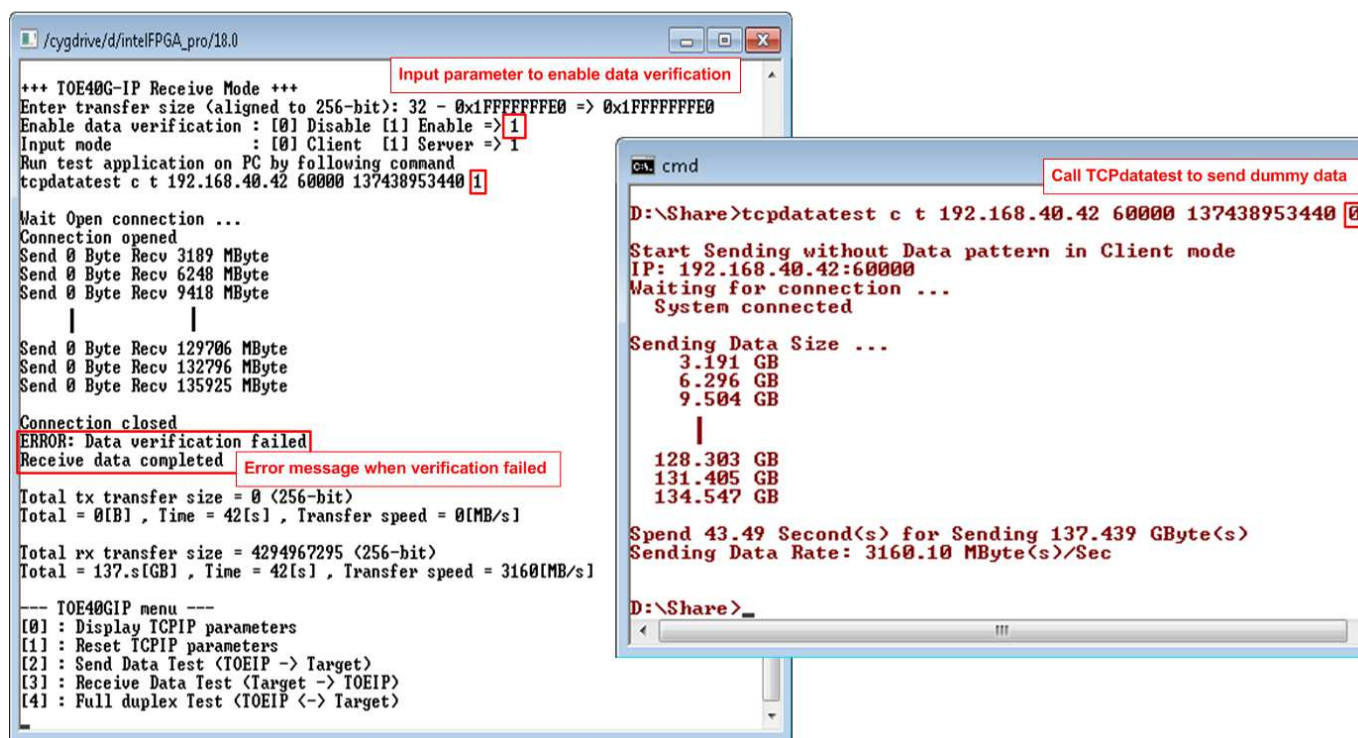 /cygdrive/d/intelFPGA_pro/18.0
Input parameter to enable data verification
+++ TOE40G-IP Receive Mode +++
Enter transfer size (aligned to 256-bit): 32 - 0x1FFFFFFFE0 => 0x1FFFFFFFE0
Enable data verification : [0] Disable [1] Enable => 1
Input mode : [0] Client [1] Server => 1
Run test application on PC by following command
tcpdatatest c t 192.168.40.42 60000 137438953440 1
Wait Open connection ...
Connection opened
Send 0 Byte Recv 3189 MByte
Send 0 Byte Recv 6248 MByte
Send 0 Byte Recv 9418 MByte
Send 0 Byte Recv 129706 MByte
Send 0 Byte Recv 132796 MByte
Send 0 Byte Recv 135925 MByte
Connection closed
ERROR: Data verification failed
Receive data completed
Error message when verification failed
Total tx transfer size = 0 (256-bit)
Total = 0[B] , Time = 42[s] , Transfer speed = 0[MB/s]
Total rx transfer size = 4294967295 (256-bit)
Total = 137.s[GB] , Time = 42[s] , Transfer speed = 3160[MB/s]
--- TOE40GIP menu ---
[0] : Display TCPIP parameters
[1] : Reset TCPIP parameters
[2] : Send Data Test (TOEIP -> Target)
[3] : Receive Data Test (Target -> TOEIP)
[4] : Full duplex Test (TOEIP <-> Target)
cmd
Call TCPdatatest to send dummy data
D:\Share>tcpdatatest c t 192.168.40.42 60000 137438953440 0
Start Sending without Data pattern in Client mode
IP: 192.168.40.42:60000
Waiting for connection ...
System connected
Sending Data Size ...
3.191 GB
6.296 GB
9.504 GB
128.303 GB
131.405 GB
134.547 GB
Spend 43.49 Second(s) for Sending 137.439 GByte(s)
Sending Data Rate: 3160.10 MByte(s)/Sec
D:\Share>_